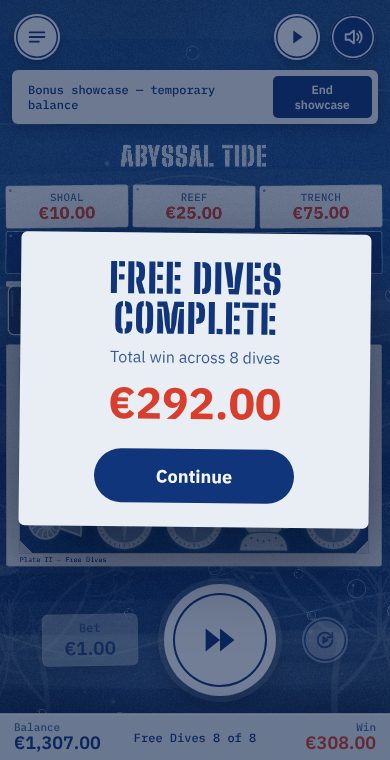 Bonus showcase — temporary
balance
End
showcase
ABYSSAL TIDE
SHOAL
€10.00
REEF
€25.00
TRENCH
€75.00
FREE DIVES
COMPLETE
Total win across 8 dives
€292.00
Continue
Plate II - Free Dives
Bet
€1.00
Balance
€1,307.00
Free Dives 8 of 8
Win
€308.00